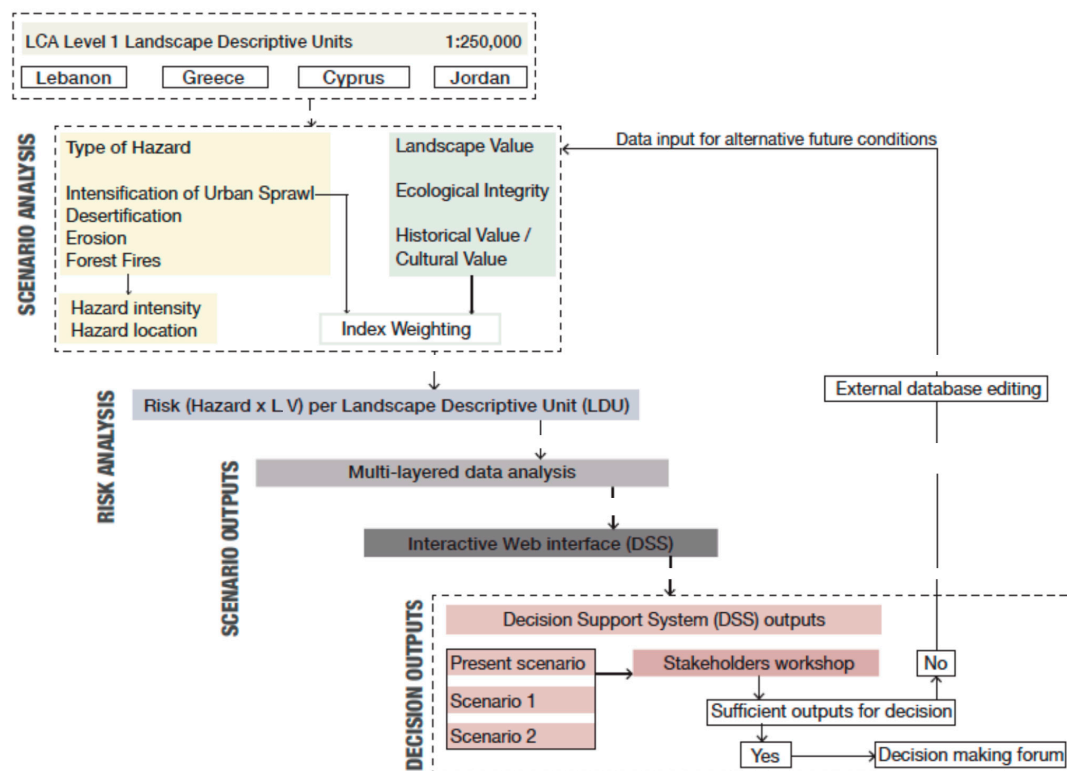 LCA Level 1 Landscape Descriptive Units 1:250,000
Lebanon Greece Cyprus Jordan
SCENARIO ANALYSIS
Type of Hazard
Intensification of Urban Sprawl
Desertification
Erosion
Forest Fires
Hazard intensity
Hazard location
Landscape Value
Ecological Integrity
Historical Value /
Cultural Value
Index Weighting
Data input for alternative future conditions
External database editing
RISK ANALYSIS
Risk (Hazard x L V) per Landscape Descriptive Unit (LDU)
SCENARIO OUTPUTS
Multi-layered data analysis
Interactive Web interface (DSS)
DECISION OUTPUTS
Decision Support System (DSS) outputs
Present scenario
Scenario 1
Scenario 2
Stakeholders workshop
No
Sufficient outputs for decision
Yes
Decision making forum